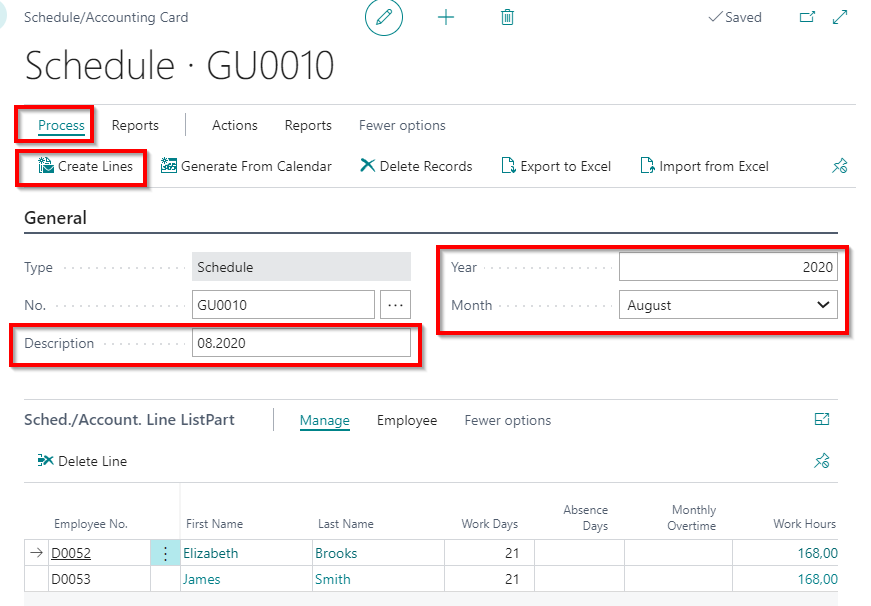 Schedule/Accounting Card
Saved
Schedule · GU0010
Process Reports Actions Reports Fewer options
Create Lines Generate From Calendar Delete Records Export to Excel Import from Excel
General
Type Schedule
Year 2020
No. GU0010 ...
Month August
Description 08.2020
Sched./Account. Line ListPart Manage Employee Fewer options
Delete Line
Employee No. First Name Last Name Work Days Absence Days Monthly Overtime Work Hours
D0052 Elizabeth Brooks 21 168,00
D0053 James Smith 21 168,00